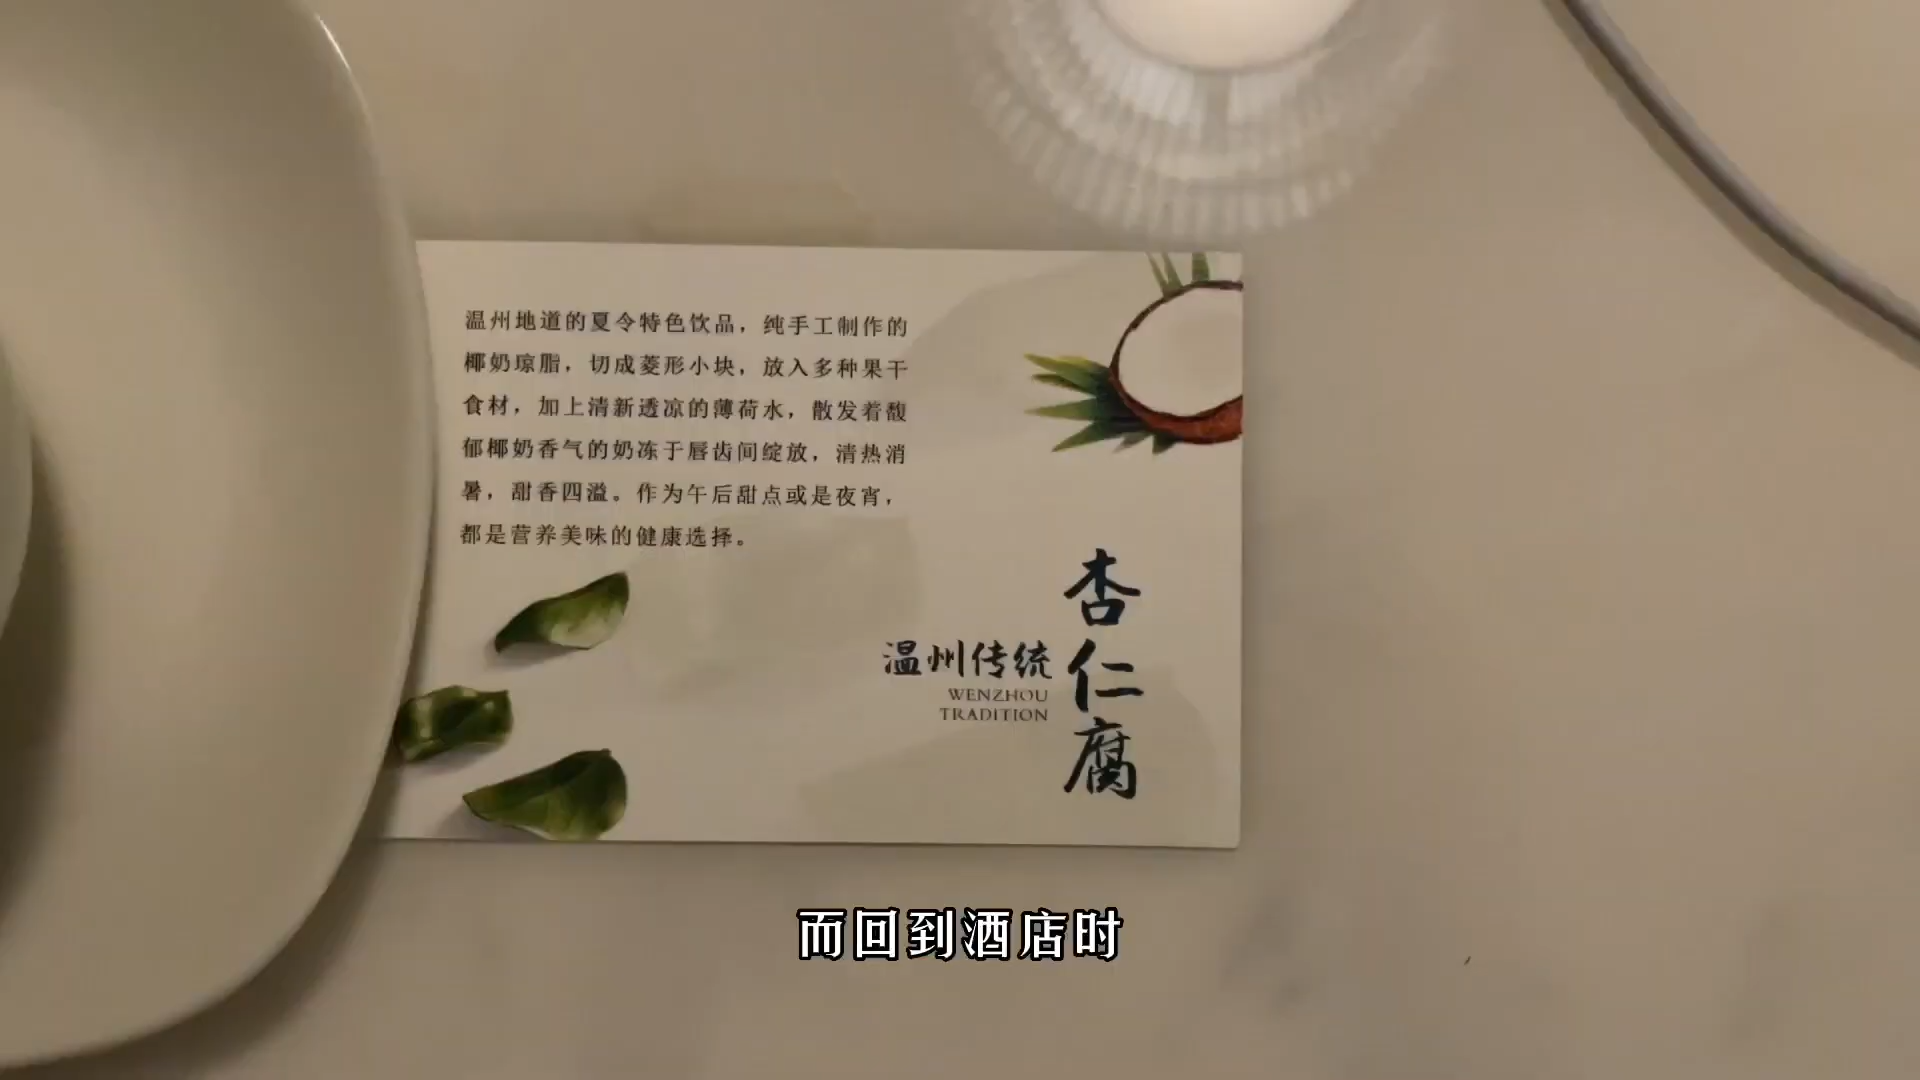 温州地道的夏令特色饮品，纯手工制作的
椰奶琼脂，切成菱形小块，放入多种果干
食材，加上清新透凉的薄荷水，散发着馥
郁椰奶香气的奶冻于唇齿间绽放，清热消
暑，甜香四溢。作为午后甜点或是夜宵，
都是营养美味的健康选择。
杏仁腐
温州传统
WENZHOU
TRADITION
而回到酒店时